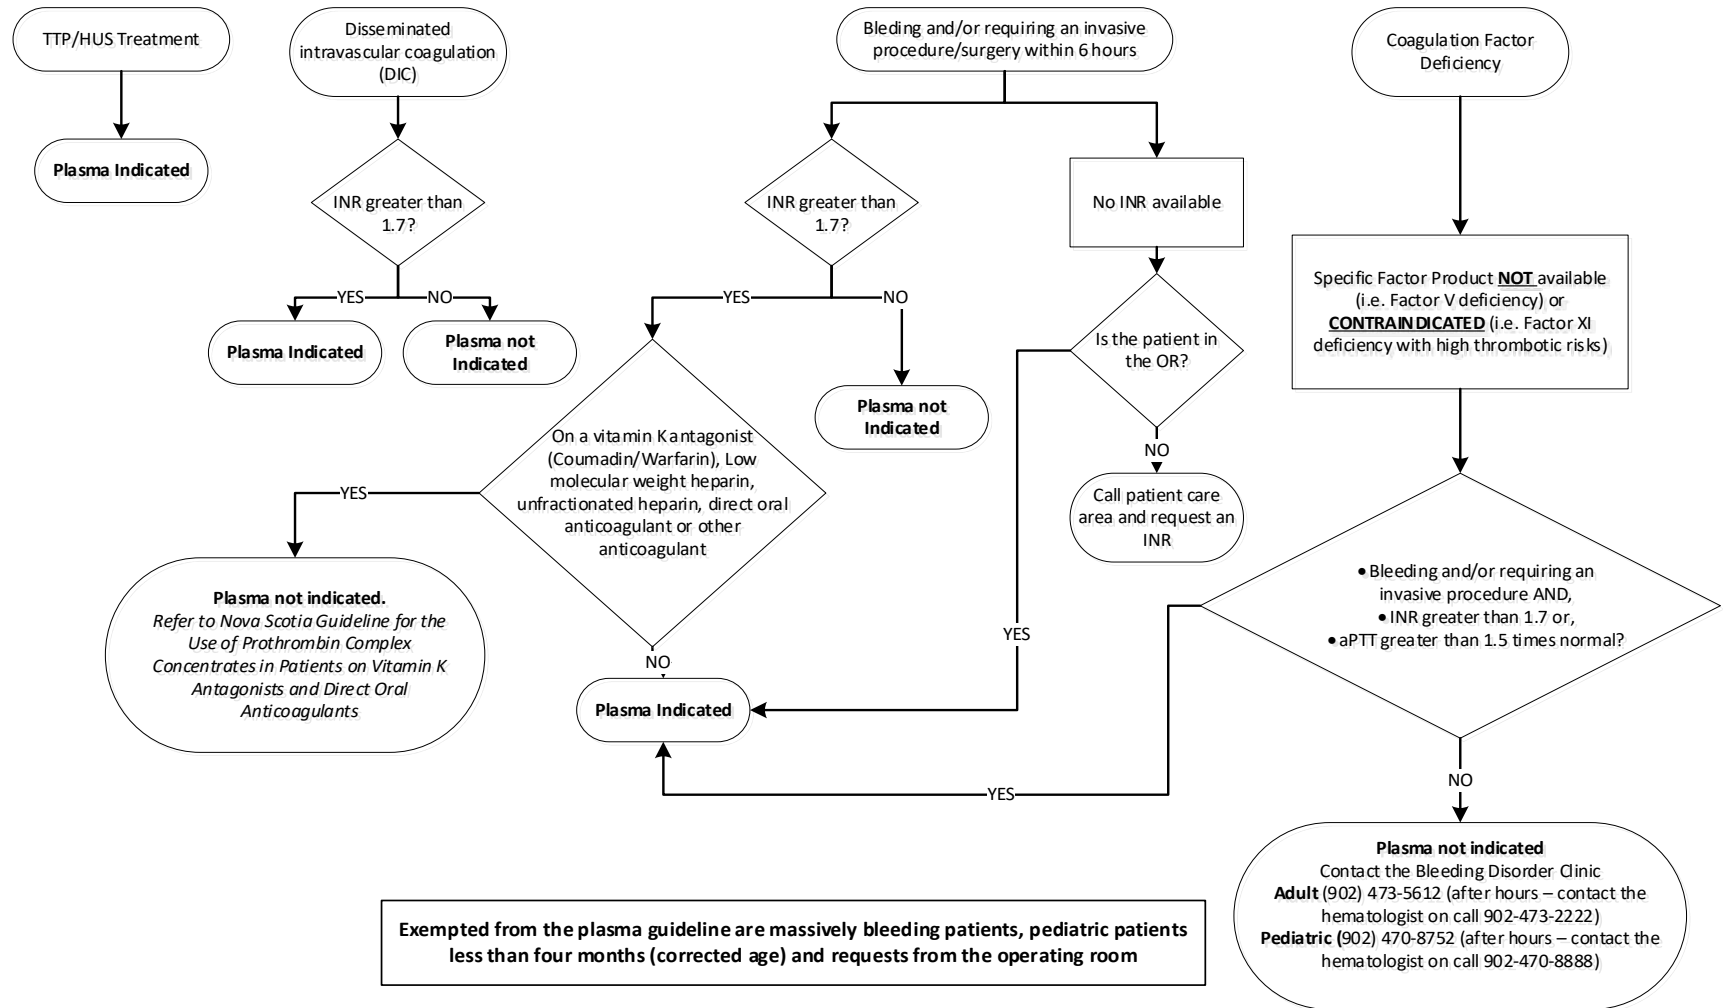 TTP/HUS Treatment
Plasma Indicated
Disseminated
intravascular coagulation
(DIC)
INR greater than
1.7?
YES
NO
Plasma Indicated
Plasma not
Indicated
Bleding and/or requiring an invasive
procedure/surgery within 6 hours
INR greater than
1.7?
YES
NO
Plasma not
Indicated
On a vitamin K antagonist
(Coumadin/Warfarin), Low
molecular weight heparin,
unfractionated heparin, direct oral
anticoagulant or other
anticoagulant
YES
Plasma not indicated.
Refer to Nova Scotia Guideline for the
Use of Prothrombin Complex
Concentrates in Patients on Vitamin K
Antagonists and Direct Oral
Anticoagulants
NO
Plasma Indicated
No INR available
Is the patient in
the OR?
YES
NO
Call patient care
area and request an
INR
Coagulation Factor
Deficiency
Specific Factor Product NOT available
(i.e. Factor V deficiency) or
CONTRAINDICATED (i.e. Factor XI
deficiency with high thrombotic risks)
• Bleeding and/or requiring an
invasive procedure AND,
• INR greater than 1.7 or,
• aPTT greater than 1.5 times normal?
YES
NO
Plasma not indicated
Contact the Bleeding Disorder Clinic
Adult (902) 473-5612 (after hours – contact the
hematologist on call 902-473-2222)
Pediatric (902) 470-8752 (after hours – contact the
hematologist on call 902-470-8888)
Exempted from the plasma guideline are massively bleeding patients, pediatric patients
less than four months (corrected age) and requests from the operating room